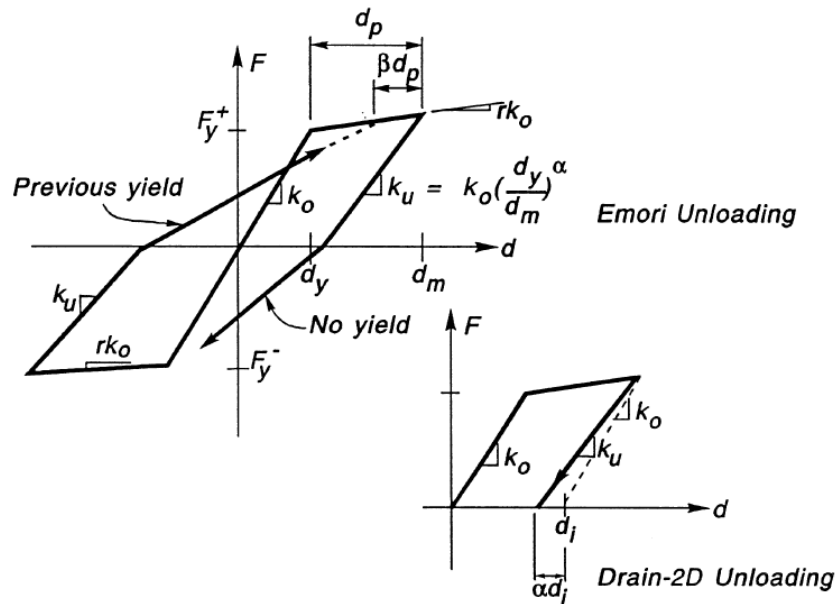 d_p
βd_p
F
F_y^+
rk_o
Previous yield
k_o
k_u = k_o(d_y/d_m)^α
Emori Unloading
d_y
d_m
d
k_u
No yield
rk_o
F_y^-
F
k_o
k_o
k_u
d_i
d
αd_i
Drain-2D Unloading